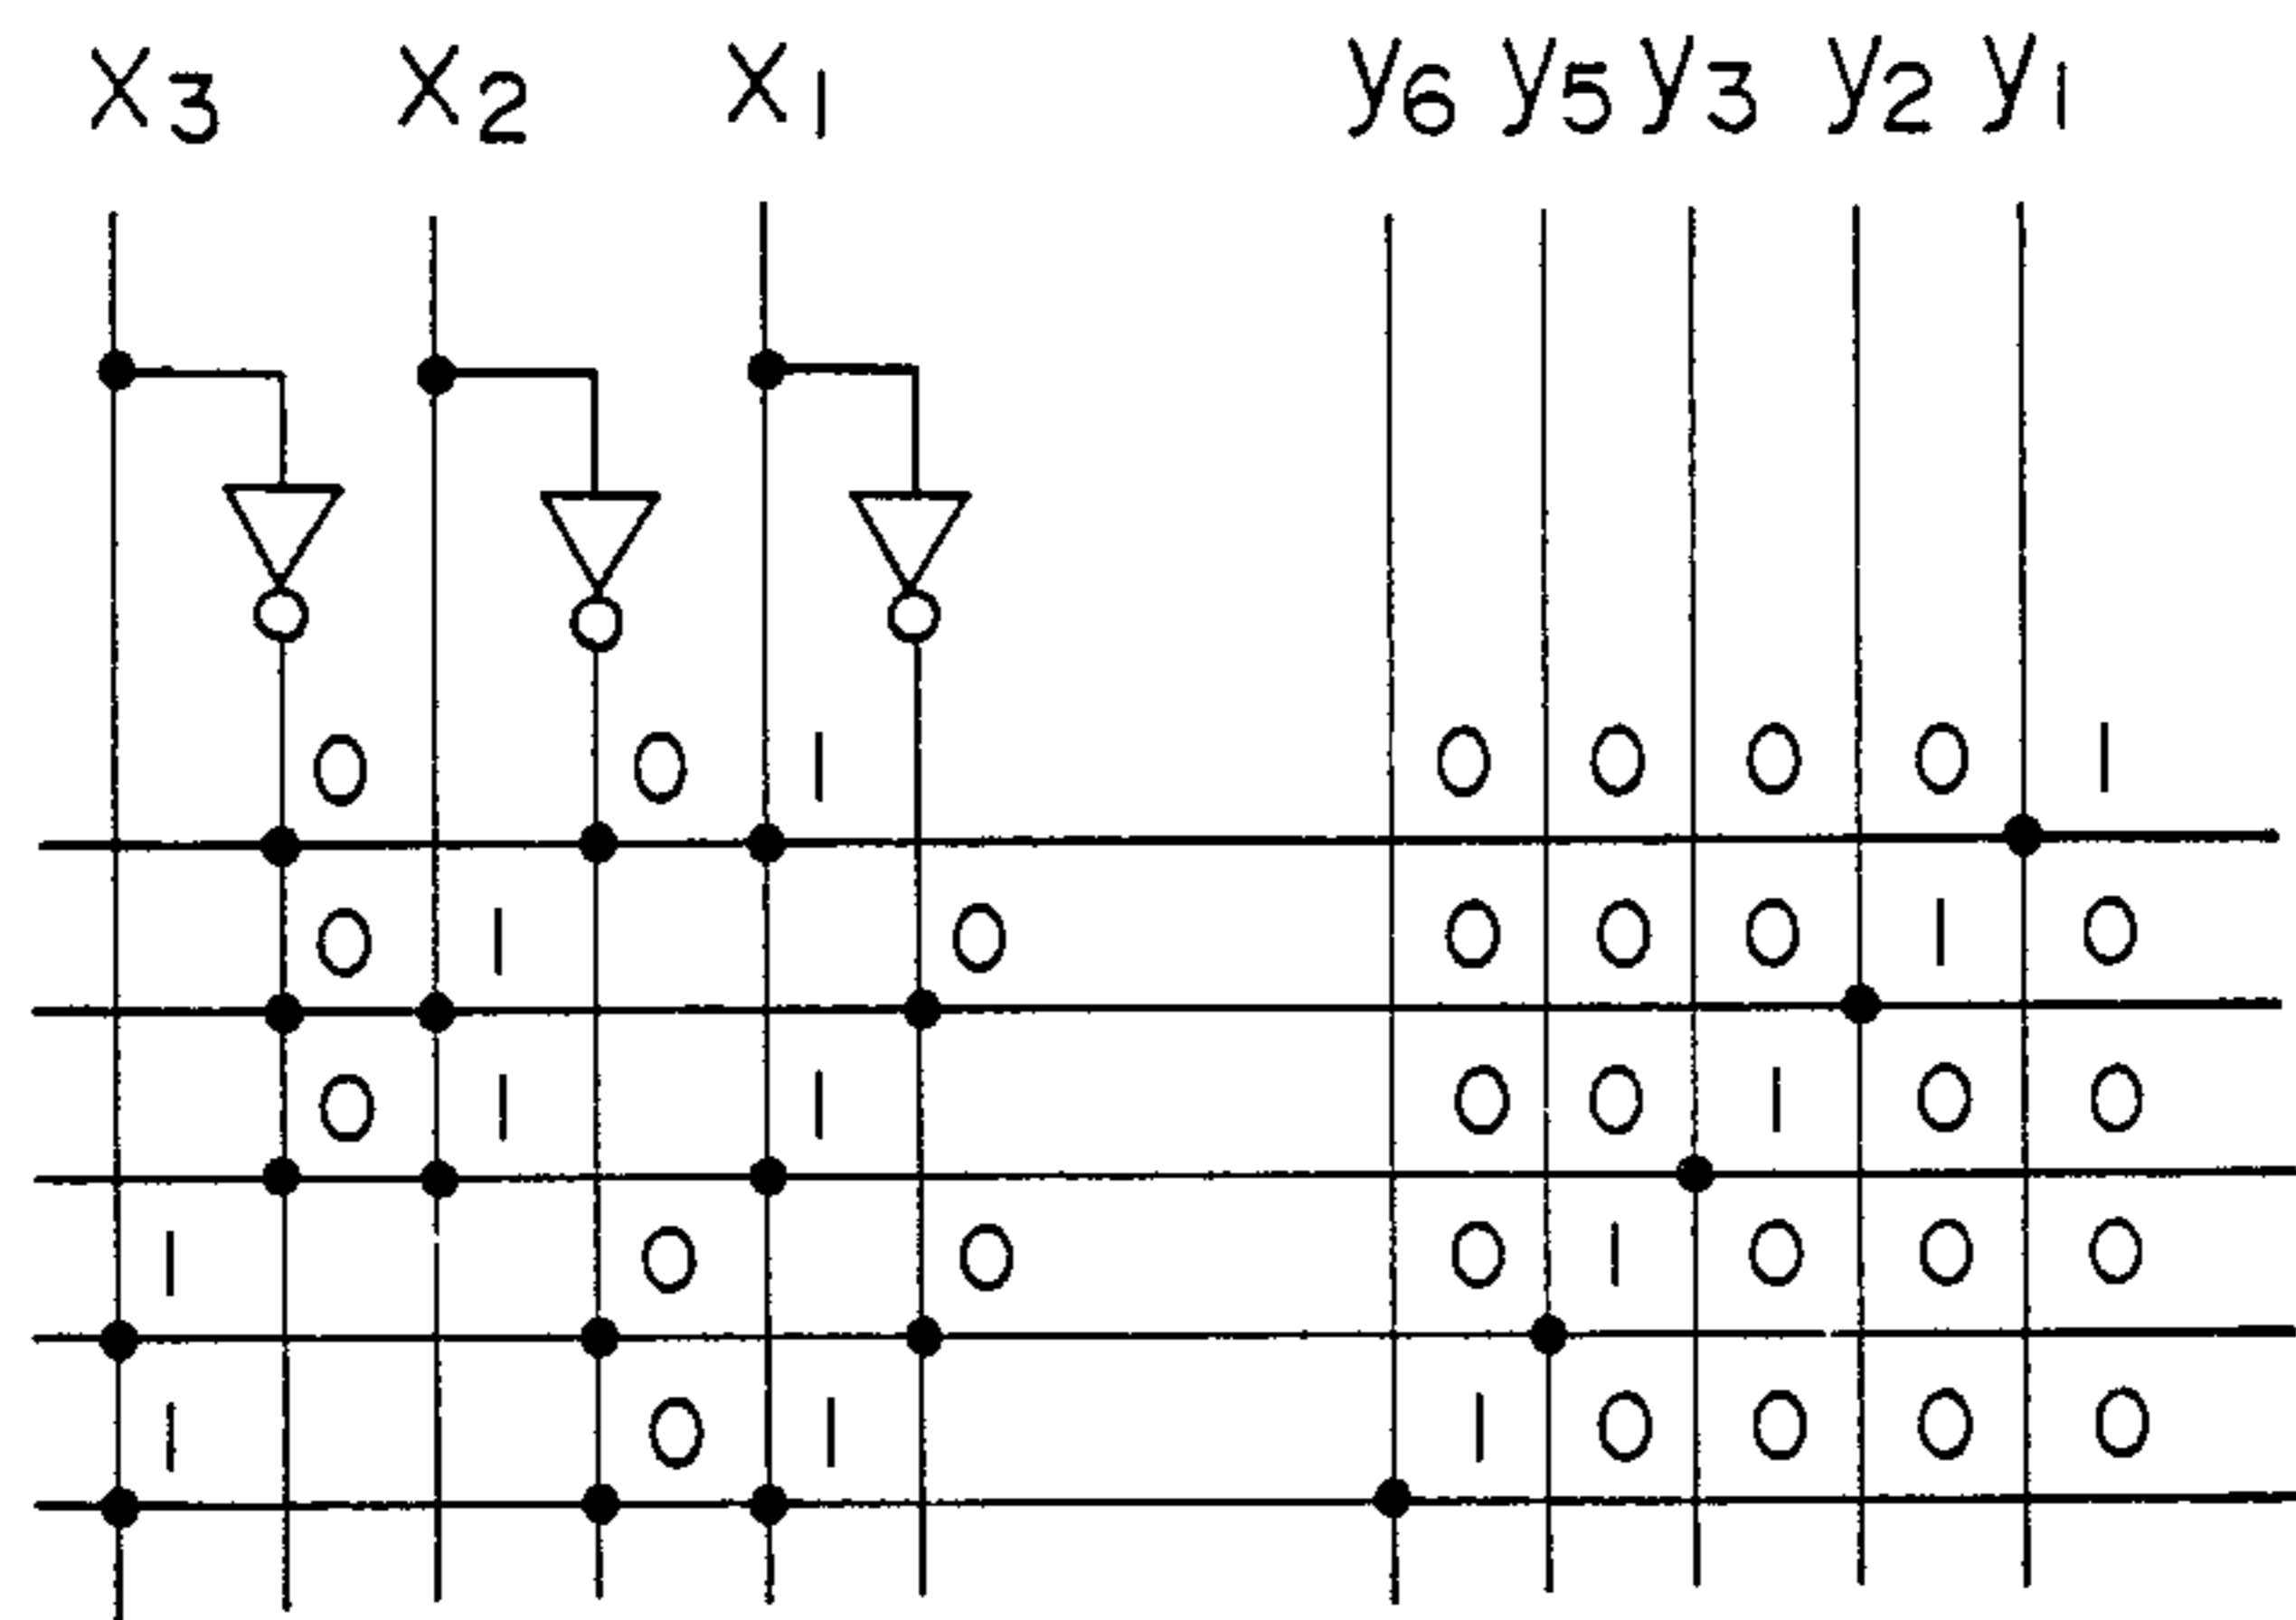 X3 X2 X1 y6 y5 y3 y2 y1
0 0 1 0 0 0 0 1
0 1 0 0 0 0 1 0
0 1 1 0 0 1 0 0
1 0 0 0 1 0 0 0
1 0 1 1 0 0 0 0